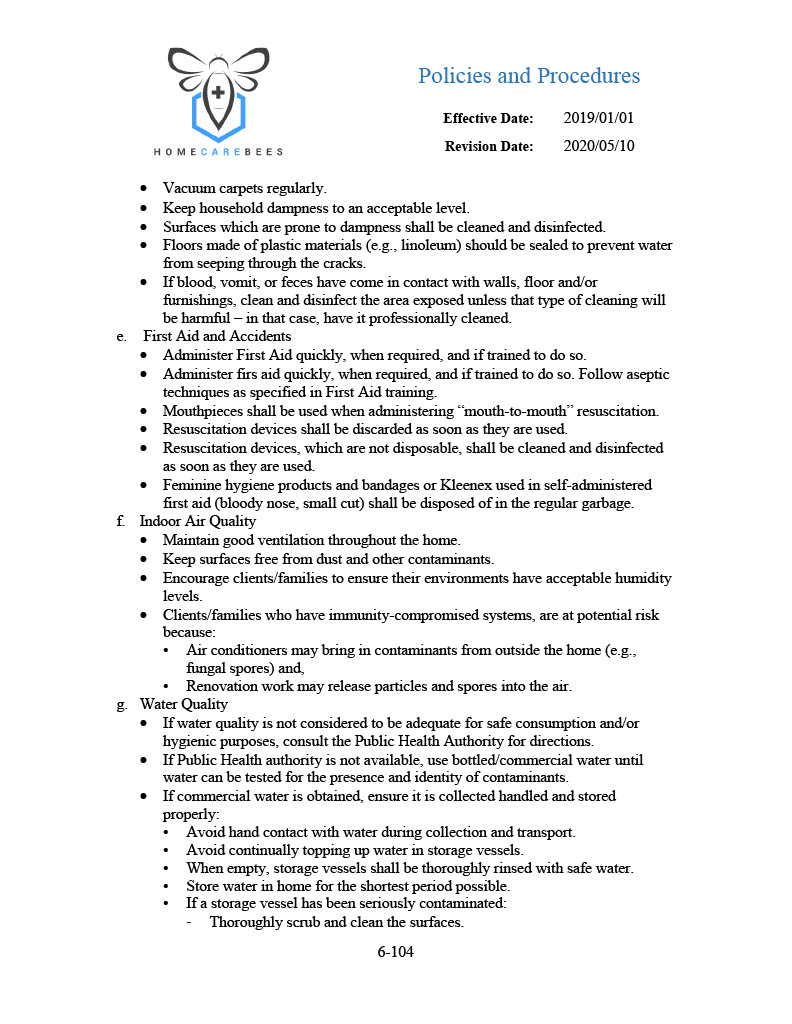 HOMECAREBEES
Policies and Procedures
Effective Date: 2019/01/01
Revision Date: 2020/05/10
• Vacuum carpets regularly.
• Keep household dampness to an acceptable level.
• Surfaces which are prone to dampness shall be cleaned and disinfected.
• Floors made of plastic materials (e.g., linoleum) should be sealed to prevent water
from seeping through the cracks.
• If blood, vomit, or feces have come in contact with walls, floor and/or
furnishings, clean and disinfect the area exposed unless that type of cleaning will
be harmful – in that case, have it professionally cleaned.
e. First Aid and Accidents
• Administer First Aid quickly, when required, and if trained to do so.
• Administer firs aid quickly, when required, and if trained to do so. Follow aseptic
techniques as specified in First Aid training.
• Mouthpieces shall be used when administering “mouth-to-mouth” resuscitation.
• Resuscitation devices shall be discarded as soon as they are used.
• Resuscitation devices, which are not disposable, shall be cleaned and disinfected
as soon as they are used.
• Feminine hygiene products and bandages or Kleenex used in self-administered
first aid (bloody nose, small cut) shall be disposed of in the regular garbage.
f. Indoor Air Quality
• Maintain good ventilation throughout the home.
• Keep surfaces free from dust and other contaminants.
• Encourage clients/families to ensure their environments have acceptable humidity
levels.
• Clients/families who have immunity-compromised systems, are at potential risk
because:
• Air conditioners may bring in contaminants from outside the home (e.g.,
fungal spores) and,
• Renovation work may release particles and spores into the air.
g. Water Quality
• If water quality is not considered to be adequate for safe consumption and/or
hygienic purposes, consult the Public Health Authority for directions.
• If Public Health authority is not available, use bottled/commercial water until
water can be tested for the presence and identity of contaminants.
• If commercial water is obtained, ensure it is collected handled and stored
properly:
• Avoid hand contact with water during collection and transport.
• Avoid continually topping up water in storage vessels.
• When empty, storage vessels shall be thoroughly rinsed with safe water.
• Store water in home for the shortest period possible.
• If a storage vessel has been seriously contaminated:
- Thoroughly scrub and clean the surfaces.
6-104